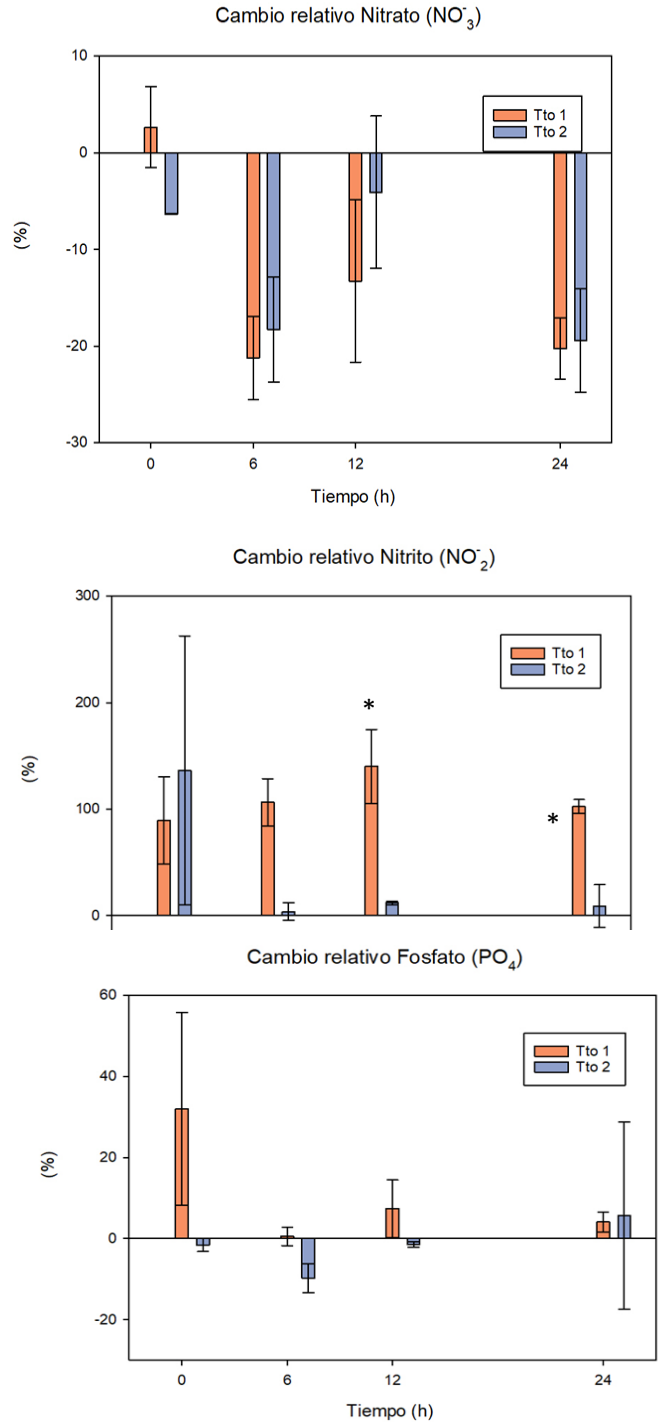 Cambio relativo Nitrato (NO⁻₃)
10
0
-10
-20
-30
(%)
Tto 1
Tto 2
0 6 12 24
Tiempo (h)
Cambio relativo Nitrito (NO⁻₂)
300
200
100
0
(%)
Tto 1
Tto 2
*
*
Cambio relativo Fosfato (PO₄)
60
40
20
0
-20
(%)
Tto 1
Tto 2
0 6 12 24
Tiempo (h)